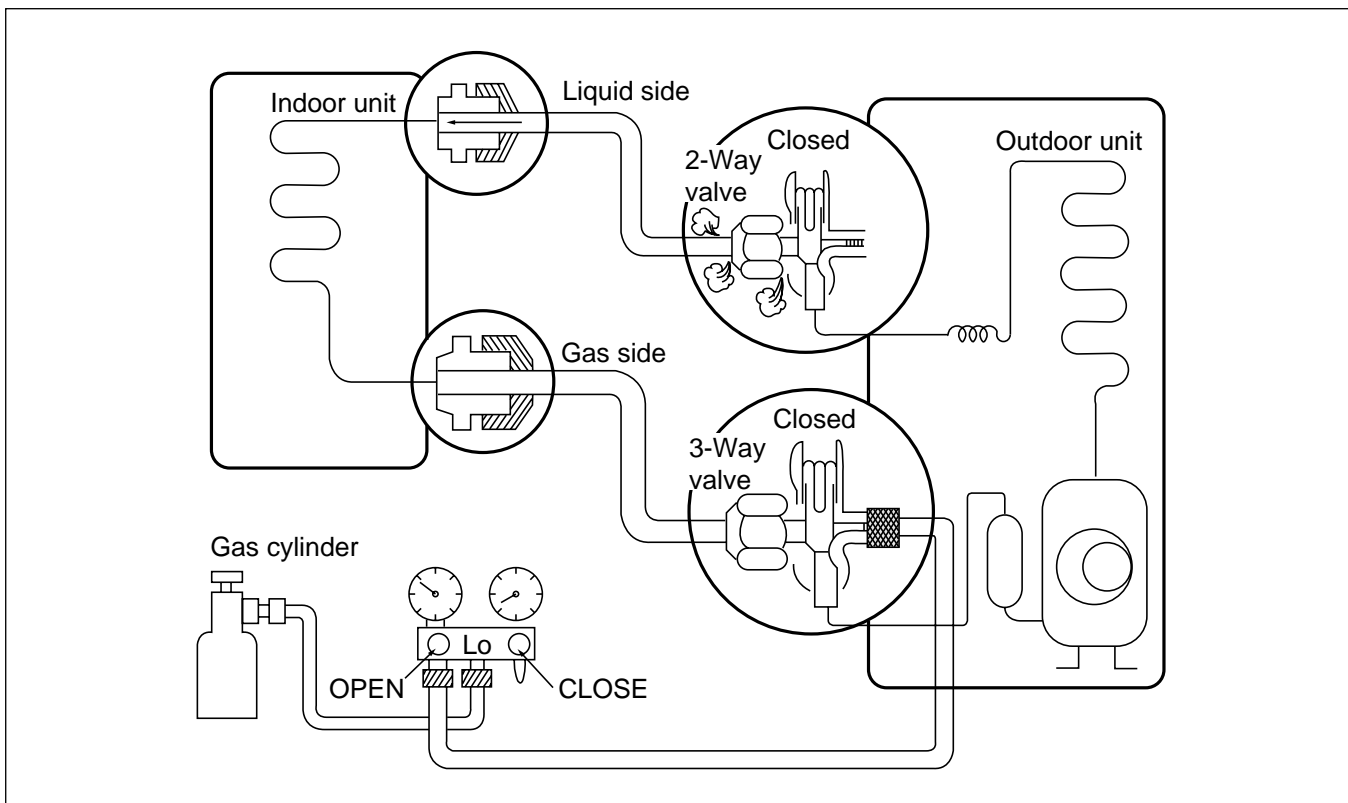 Indoor unit
Liquid side
Closed
2-Way
valve
Outdoor unit
Gas side
Closed
3-Way
valve
Gas cylinder
Lo
OPEN
CLOSE